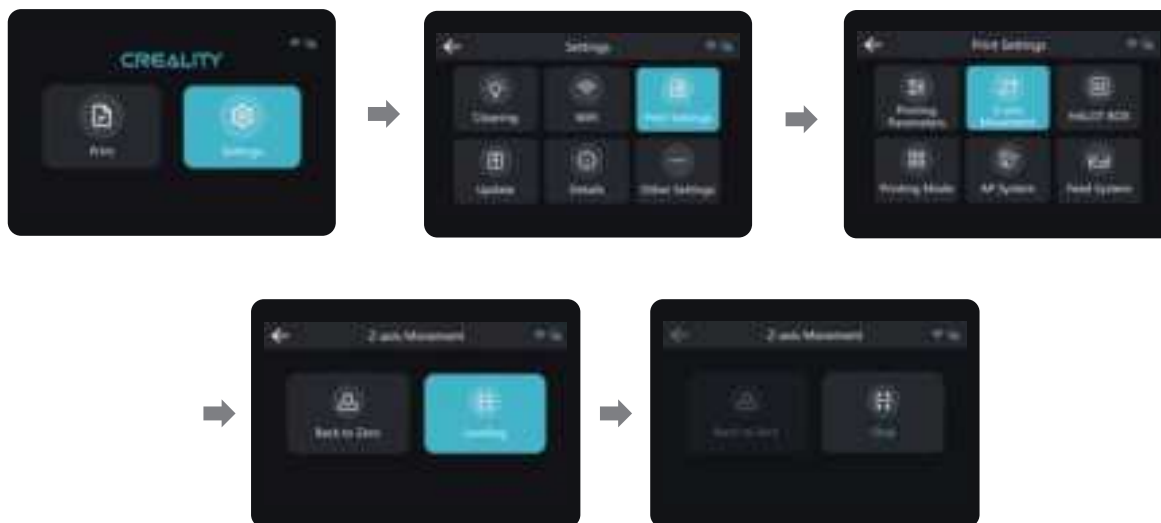 CREALITY
Print
Settings
Settings
Cleaning
WiFi
Print Settings
Update
Details
Other Settings
Print Settings
Printing
Parameters
Z-axis
Movement
HALOT BOX
Printing Mode
AP System
Feed System
Z-axis Movement
Back to Zero
Leveling
Z-axis Movement
Back to Zero
Stop